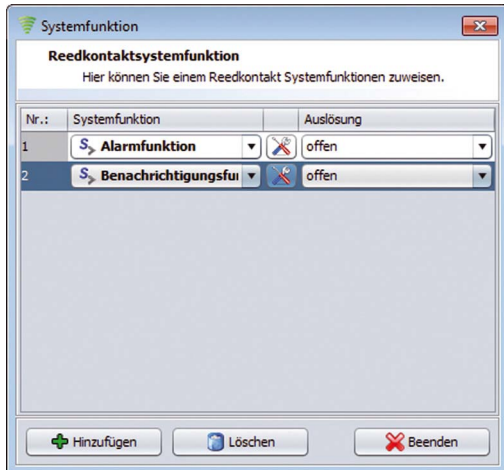 Systemfunktion
Reedkontaktsystemfunktion
Hier können Sie einem Reedkontakt Systemfunktionen zuweisen.
Nr.: Systemfunktion Auslösung
1 Alarmfunktion offen
2 Benachrichtigungsfu offen
Hinzufügen Löschen Beenden